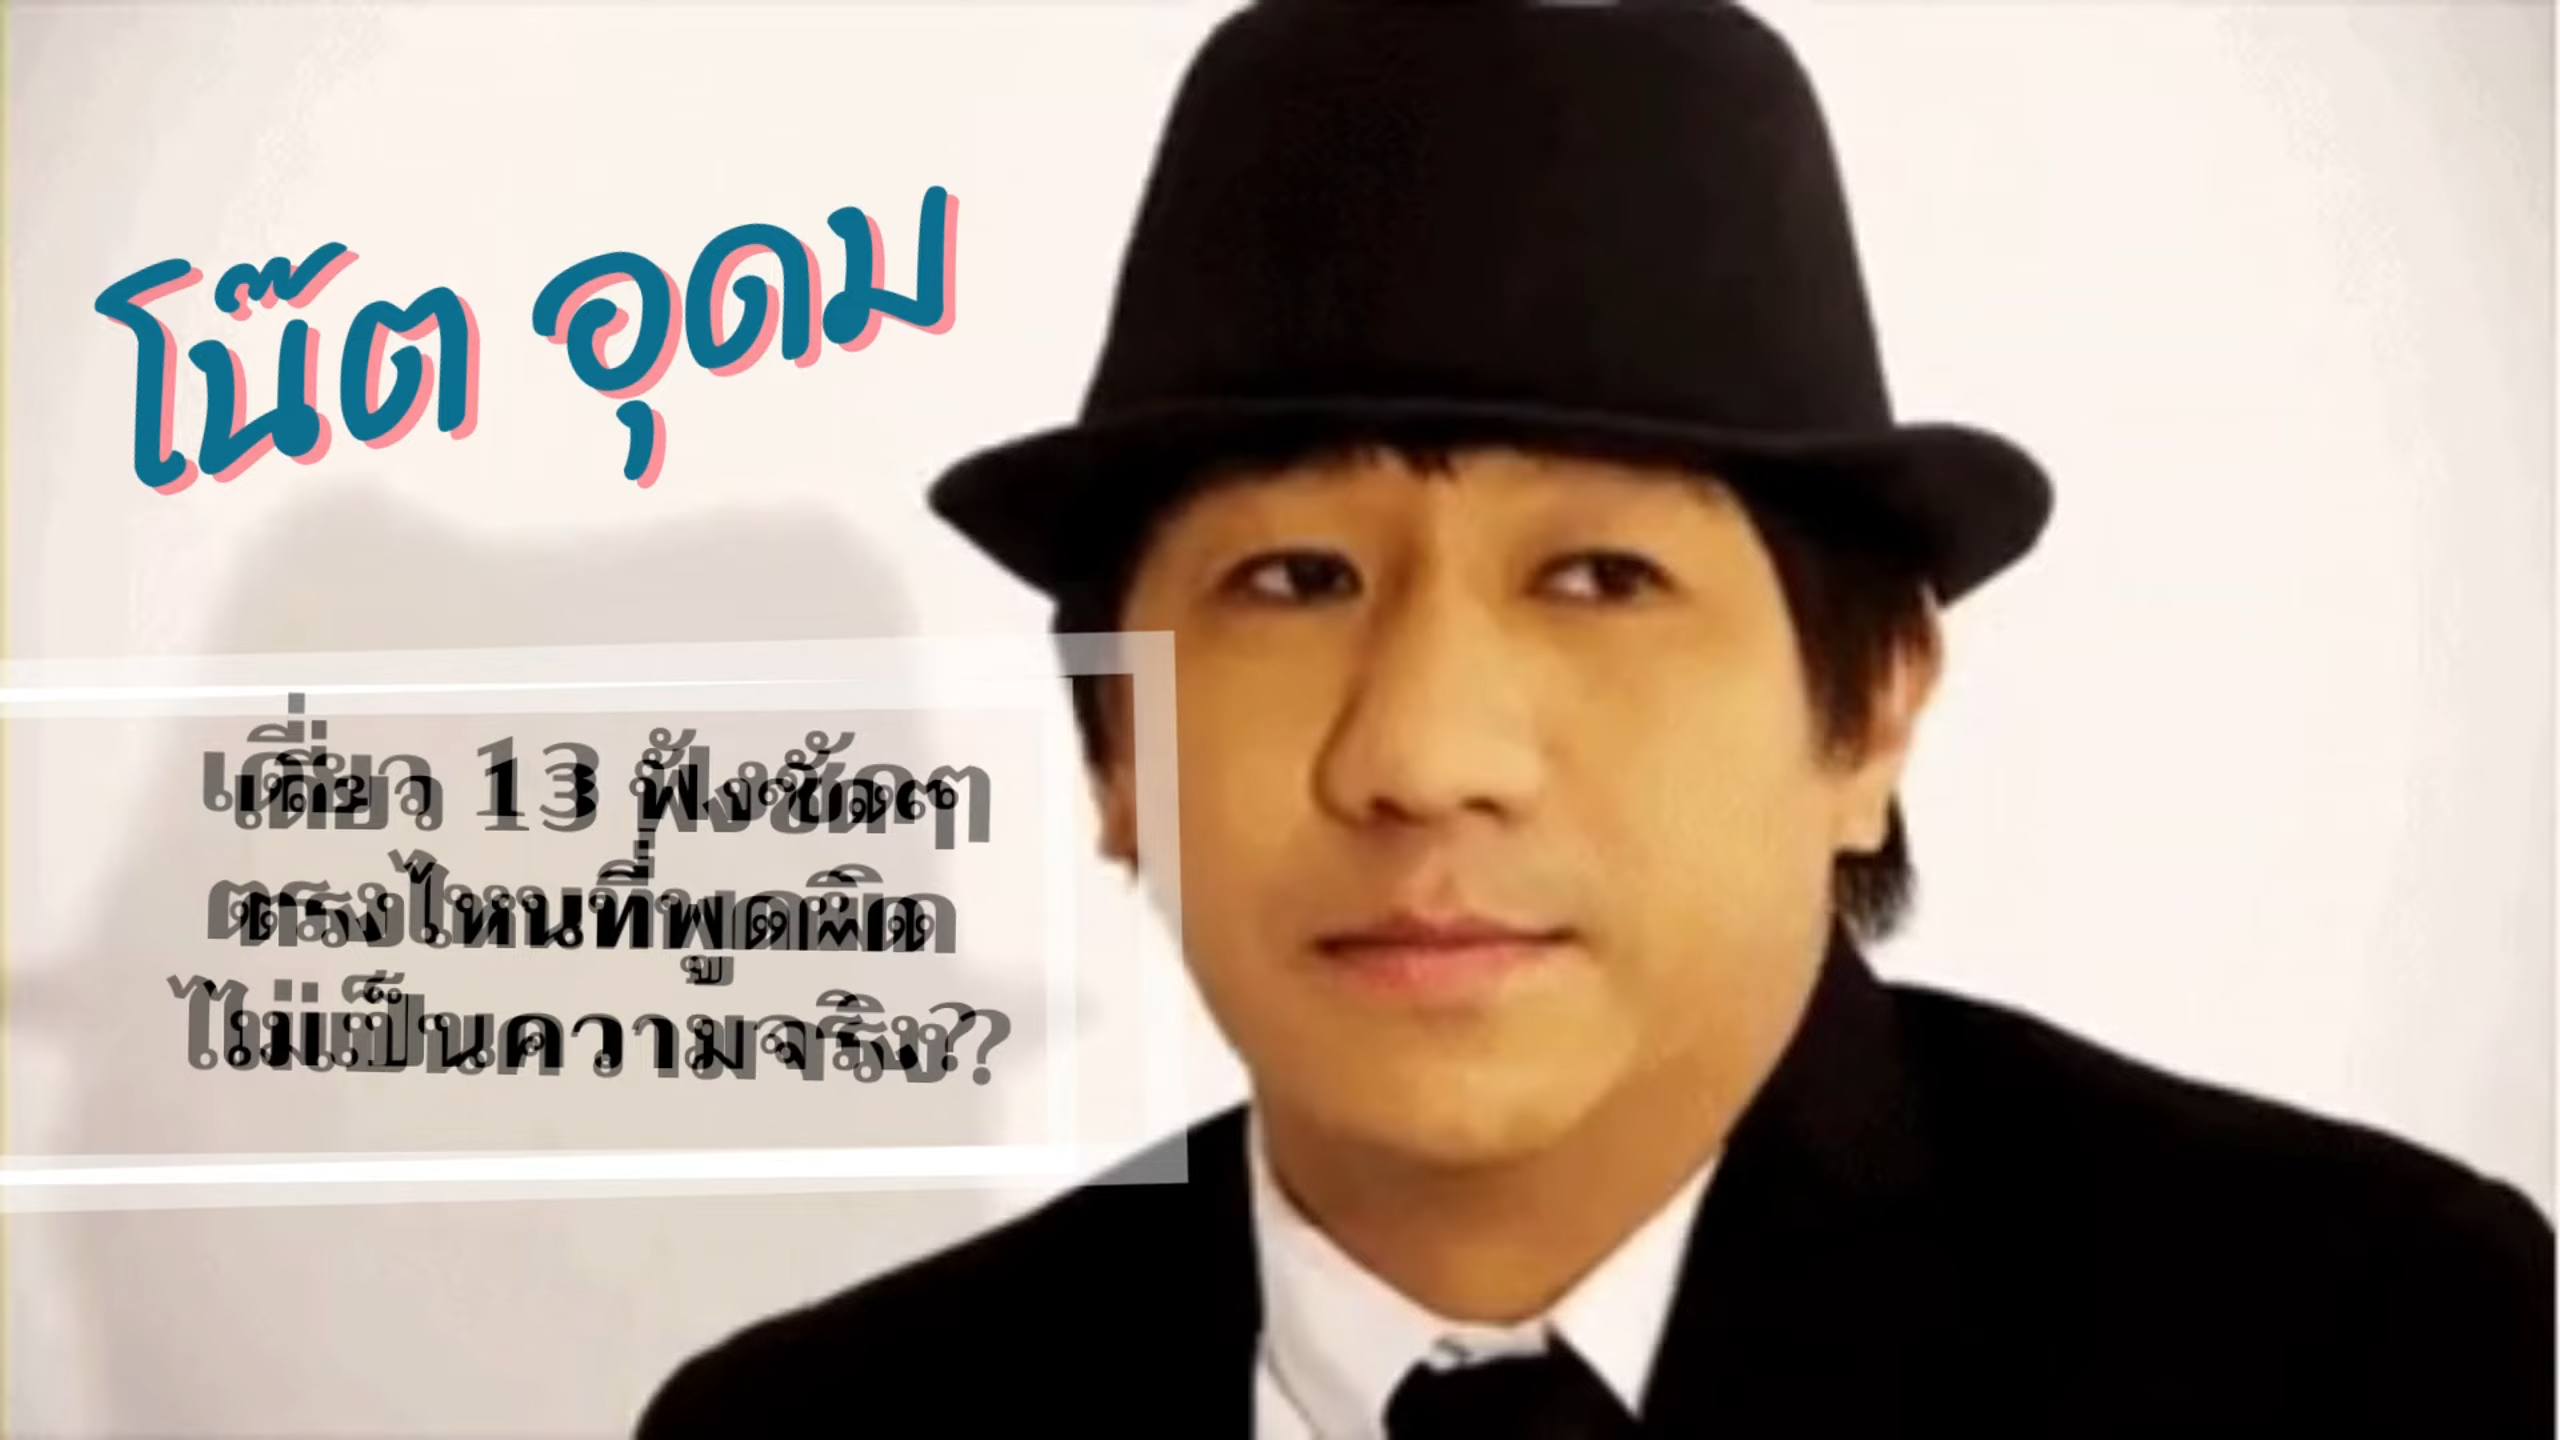 โน๊ต อุดม
เดี่ยว 13 ฟังชัดๆ
ตรงไหนที่พูดผิด
ไม่เป็นความจริง?